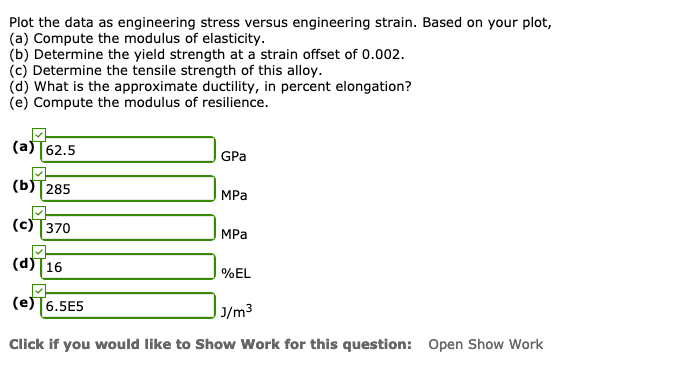 Plot the data as engineering stress versus engineering strain. Based on your plot,
(a) Compute the modulus of elasticity.
(b) Determine the yield strength at a strain offset of 0.002.
(c) Determine the tensile strength of this alloy.
(d) What is the approximate ductility, in percent elongation?
(e) Compute the modulus of resilience.
(a) 62.5 GPa
(b) 285 MPa
(c) 370 MPa
(d) 16 %EL
(e) 6.5E5 J/m³
Click if you would like to Show Work for this question: Open Show Work